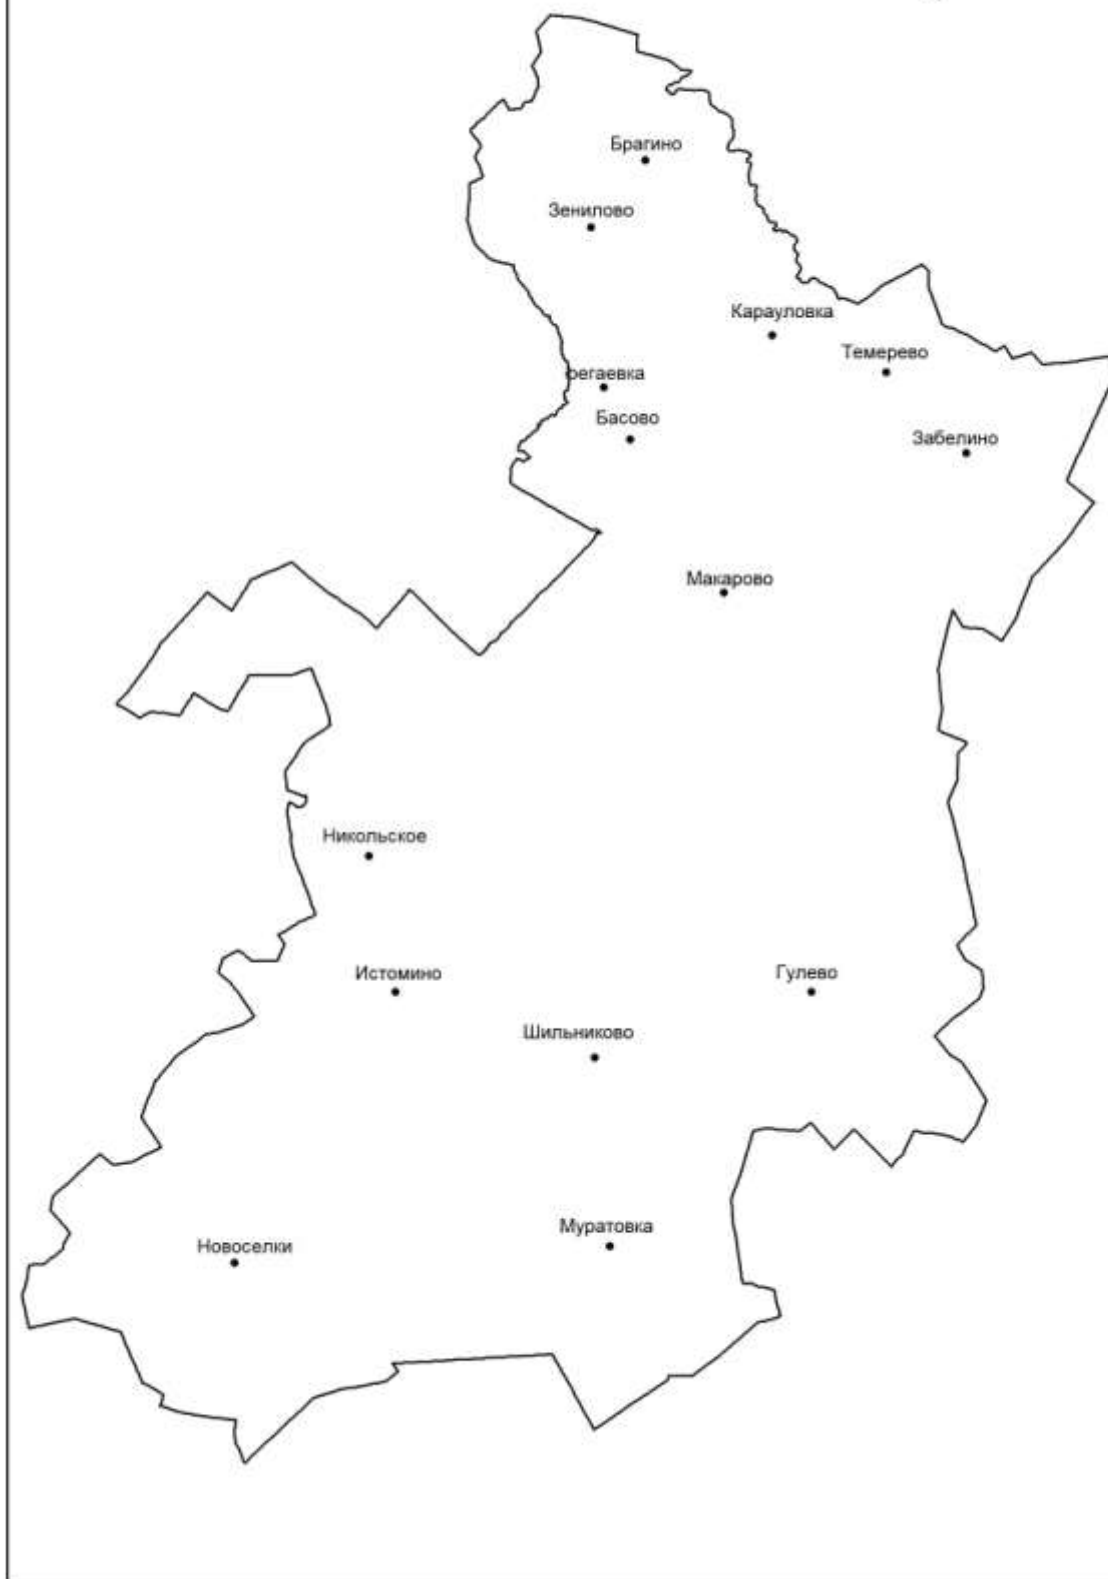 Брагино
Зенилово
Карауловка
Темерево
Басово
Забелино
Макарово
Никольское
Истомино
Гулево
Шильниково
Муратовка
Новоселки